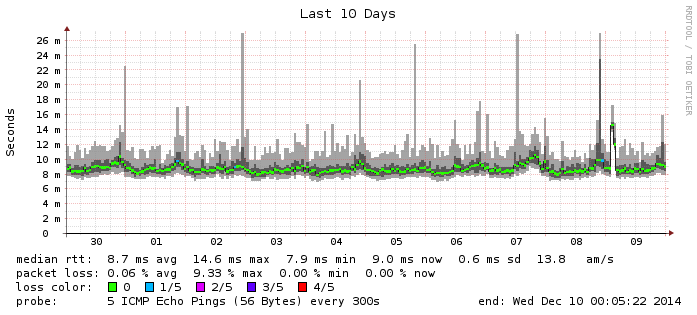 Last 10 Days
RRDTOOL / TOBI OETIKER
Seconds
26 m
24 m
22 m
20 m
18 m
16 m
14 m
12 m
10 m
8 m
6 m
4 m
2 m
0
30 01 02 03 04 05 06 07 08 09
median rtt: 8.7 ms avg 14.6 ms max 7.9 ms min 9.0 ms now 0.6 ms sd 13.8 am/s
packet loss: 0.06 % avg 9.33 % max 0.00 % min 0.00 % now
loss color: 0 1/5 2/5 3/5 4/5
probe: 5 ICMP Echo Pings (56 Bytes) every 300s end: Wed Dec 10 00:05:22 2014